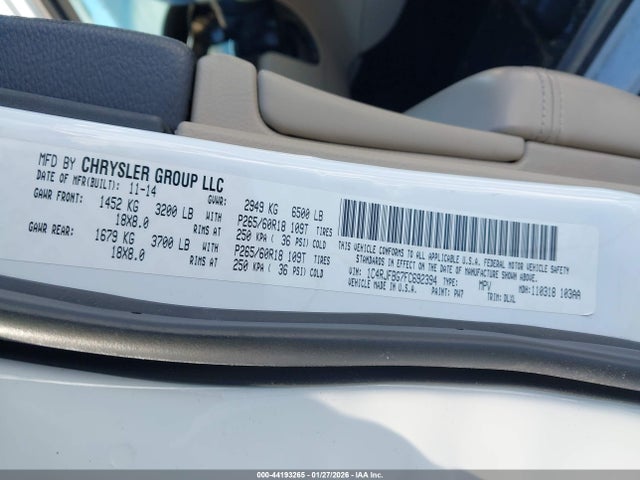 MFD BY CHRYSLER GROUP LLC
DATE OF MFR(BUILT): 11-14 GVWR: 2949 KG 6500 LB
GAWR FRONT: 1452 KG 3200 LB WITH P265/60R18 109T TIRES
18X8.0 RIMS AT 250 KPA ( 36 PSI) COLD
GAWR REAR: 1679 KG 3700 LB WITH P265/60R18 109T TIRES
18X8.0 RIMS AT 250 KPA ( 36 PSI) COLD
THIS VEHICLE CONFORMS TO ALL APPLICABLE U.S.A. FEDERAL MOTOR VEHICLE SAFETY
STANDARDS IN EFFECT ON THE DATE OF MANUFACTURE SHOWN ABOVE.
VIN: 1C4RJFBG7FC692394 MPV MDH:110318 103AA
VEHICLE MADE IN U.S.A. PAINT: PW7 TRIM: DLXL
000-44193265 - 01/27/2026 - IAAI.COM